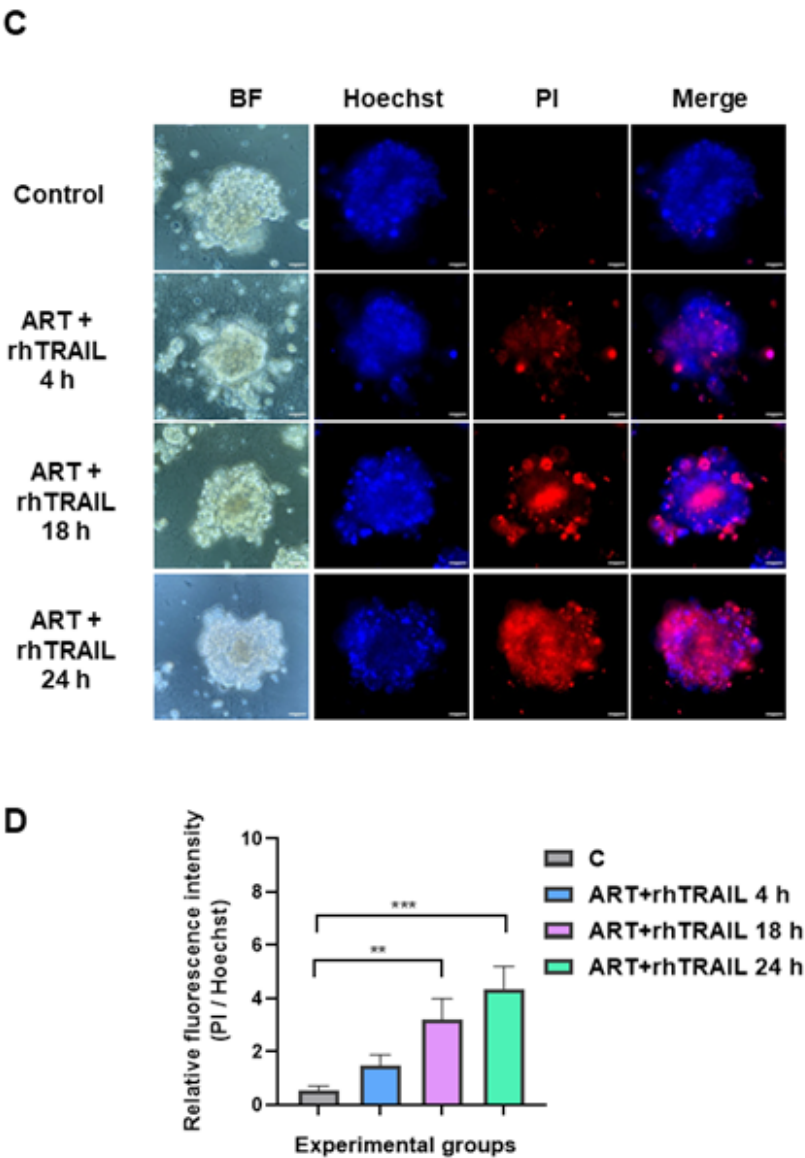 C
BF Hoechst PI Merge
Control
ART +
rhTRAIL
4 h
ART +
rhTRAIL
18 h
ART +
rhTRAIL
24 h
D
Relative fluorescence intensity
(PI / Hoechst)
10
8
6
4
2
0
***
**
C
ART+rhTRAIL 4 h
ART+rhTRAIL 18 h
ART+rhTRAIL 24 h
Experimental groups